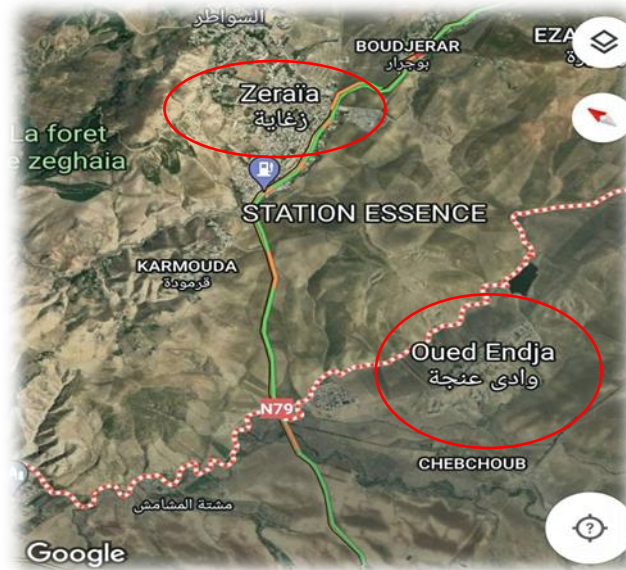 السواطر
BOUDJERAR
بوجرار
EZA
Zeraïa
زغاية
La foret
e zeghaia
STATION ESSENCE
KARMOUDA
قرمودة
Oued Endja
وادى عنجة
N79
CHEBCHOUB
مشتة المشامش
Google